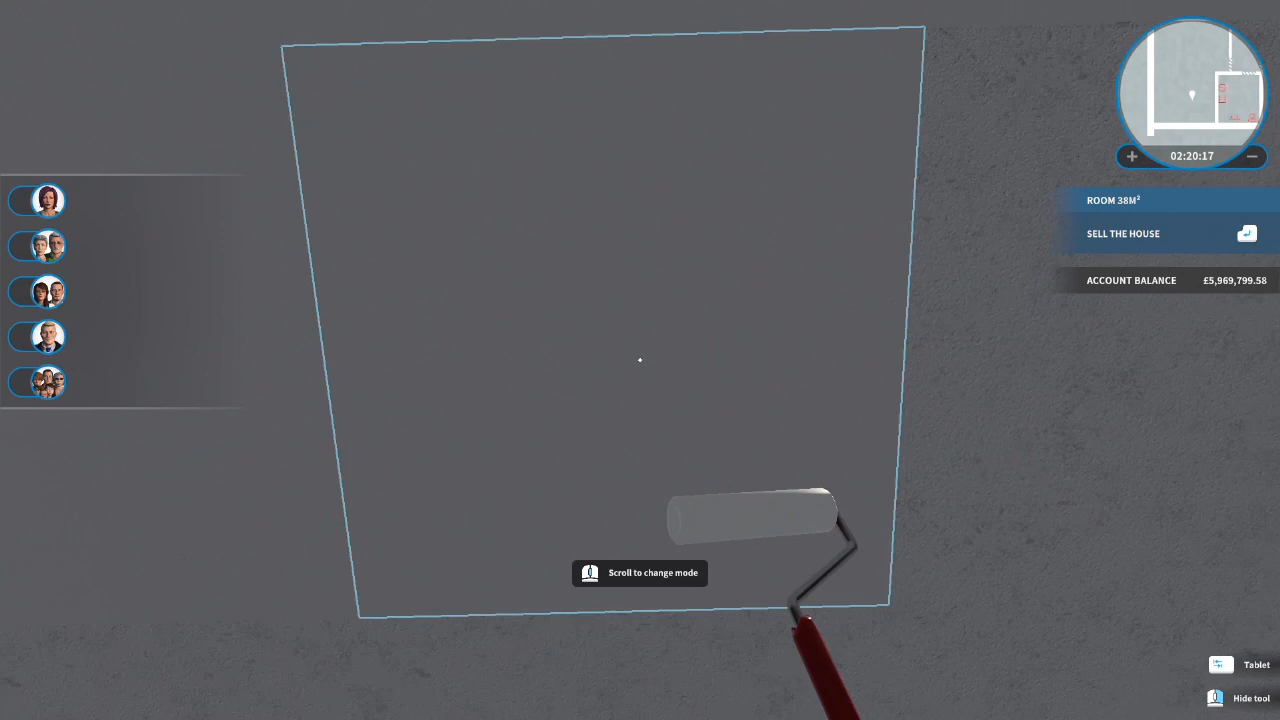 02:20:17
ROOM 38M²
SELL THE HOUSE
ACCOUNT BALANCE £5,969,799.58
Scroll to change mode
Tablet
Hide tool